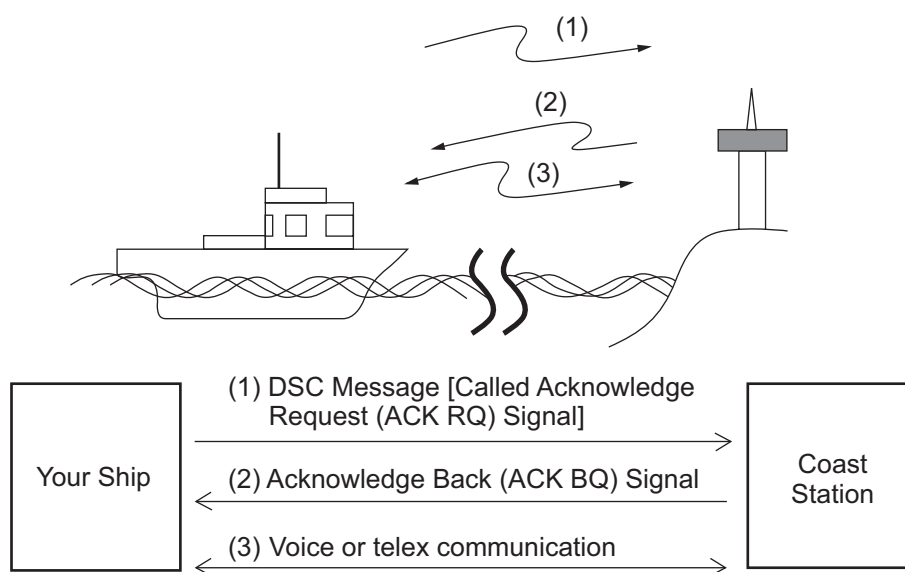 (1)
(2)
(3)
(1) DSC Message [Called Acknowledge
Request (ACK RQ) Signal]
Your Ship
(2) Acknowledge Back (ACK BQ) Signal
Coast
Station
(3) Voice or telex communication